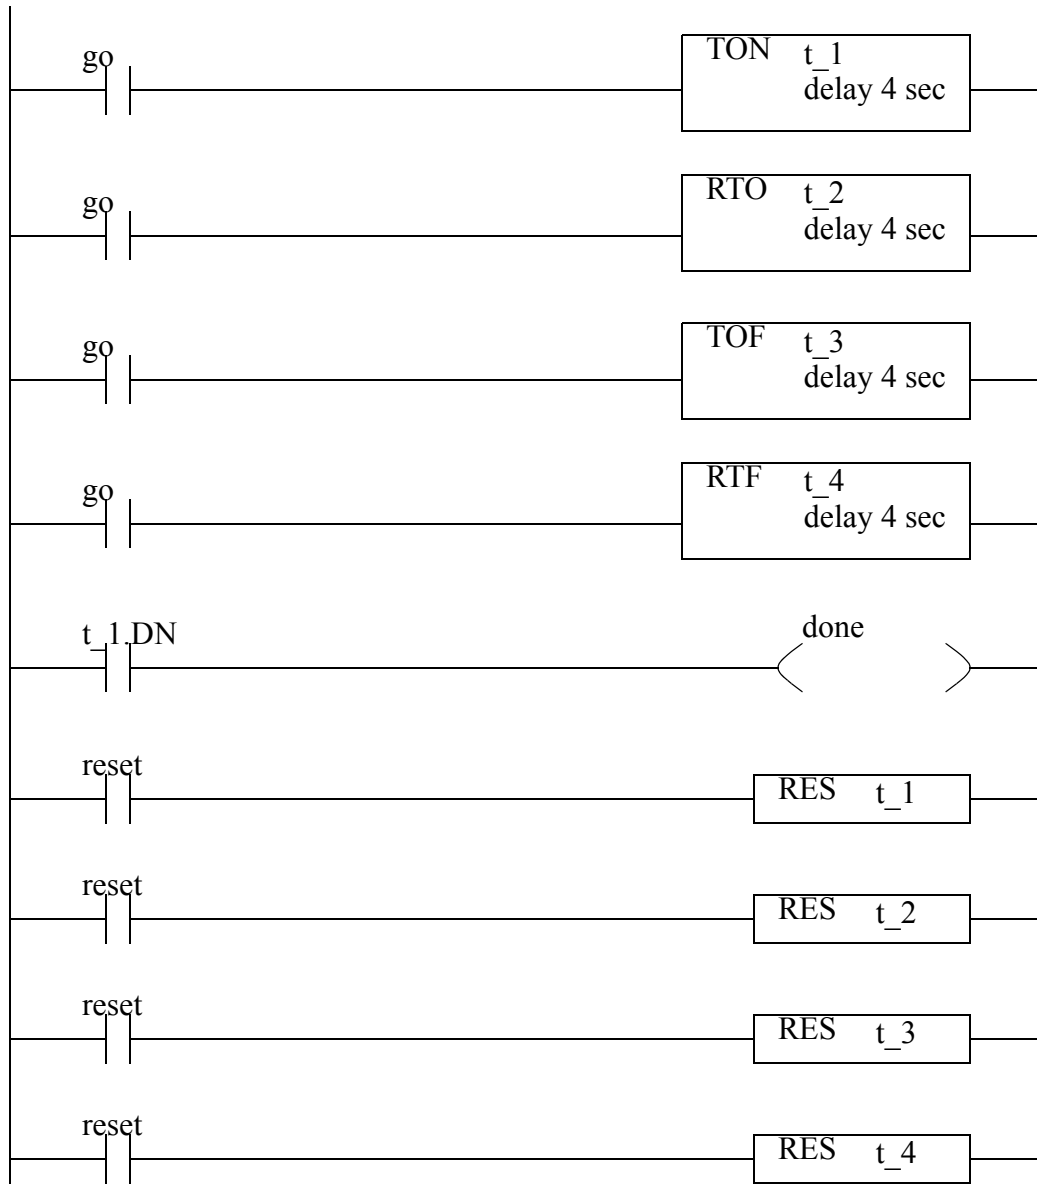 go
TON t_1
delay 4 sec
go
RTO t_2
delay 4 sec
go
TOF t_3
delay 4 sec
go
RTF t_4
delay 4 sec
t_1.DN
done
reset
RES t_1
reset
RES t_2
reset
RES t_3
reset
RES t_4